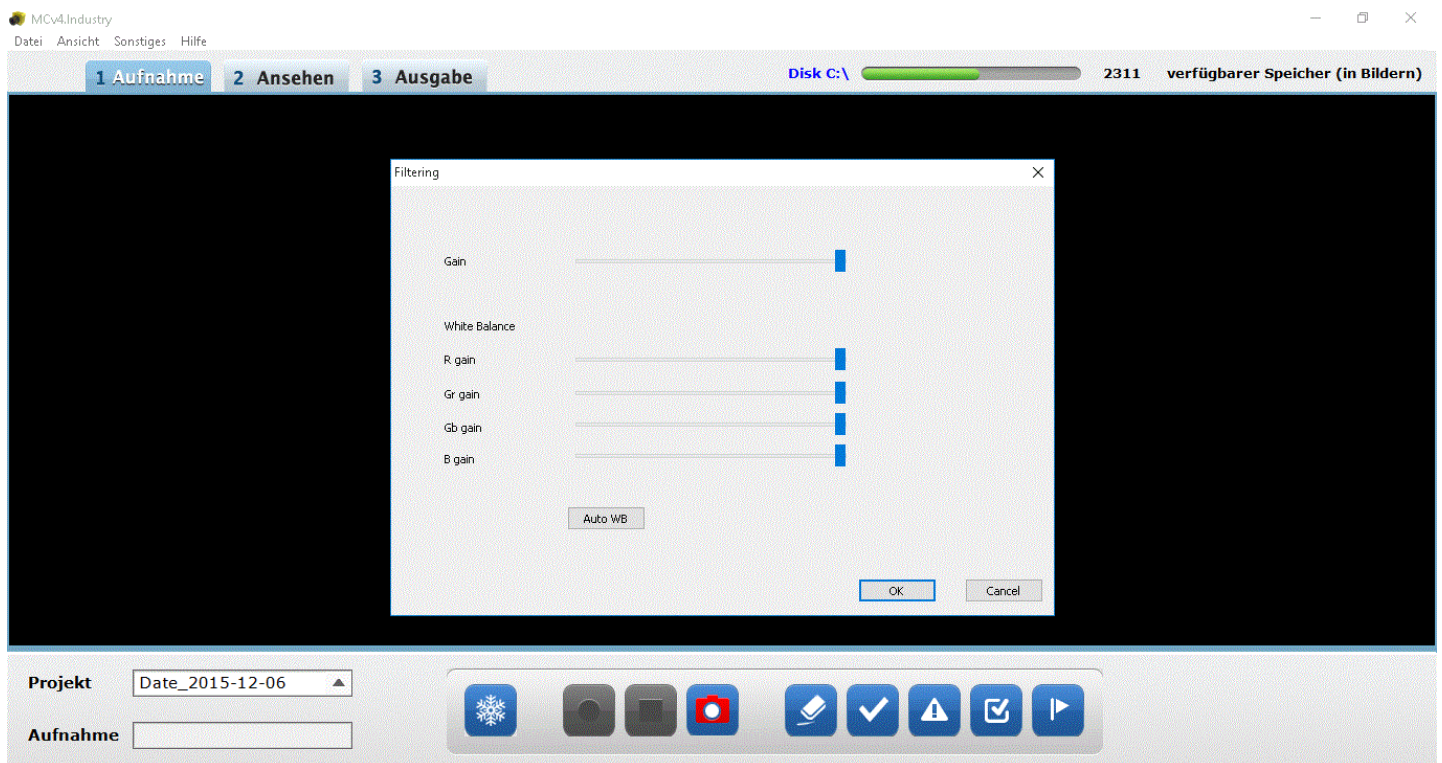 MCv4.Industry
Datei Ansicht Sonstiges Hilfe
1 Aufnahme 2 Ansehen 3 Ausgabe Disk C:\ 2311 verfügbarer Speicher (in Bildern)
Filtering
Gain
White Balance
R gain
Gr gain
Gb gain
B gain
Auto WB
OK Cancel
Projekt Date_2015-12-06
Aufnahme